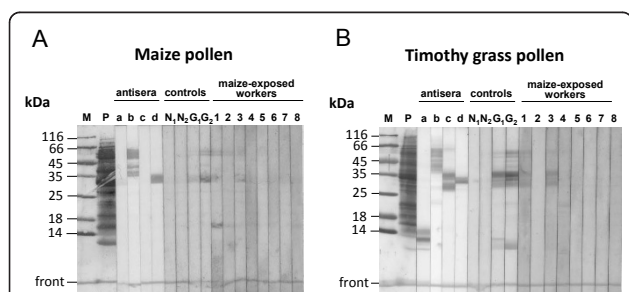 A
Maize pollen
antisera controls maize-exposed workers
kDa
M P a b c d N1 N2 G1 G2 1 2 3 4 5 6 7 8
116
66
45
35
25
18
14
front
B
Timothy grass pollen
antisera controls maize-exposed workers
kDa
M P a b c d N1 N2 G1 G2 1 2 3 4 5 6 7 8
116
66
45
35
25
18
14
front